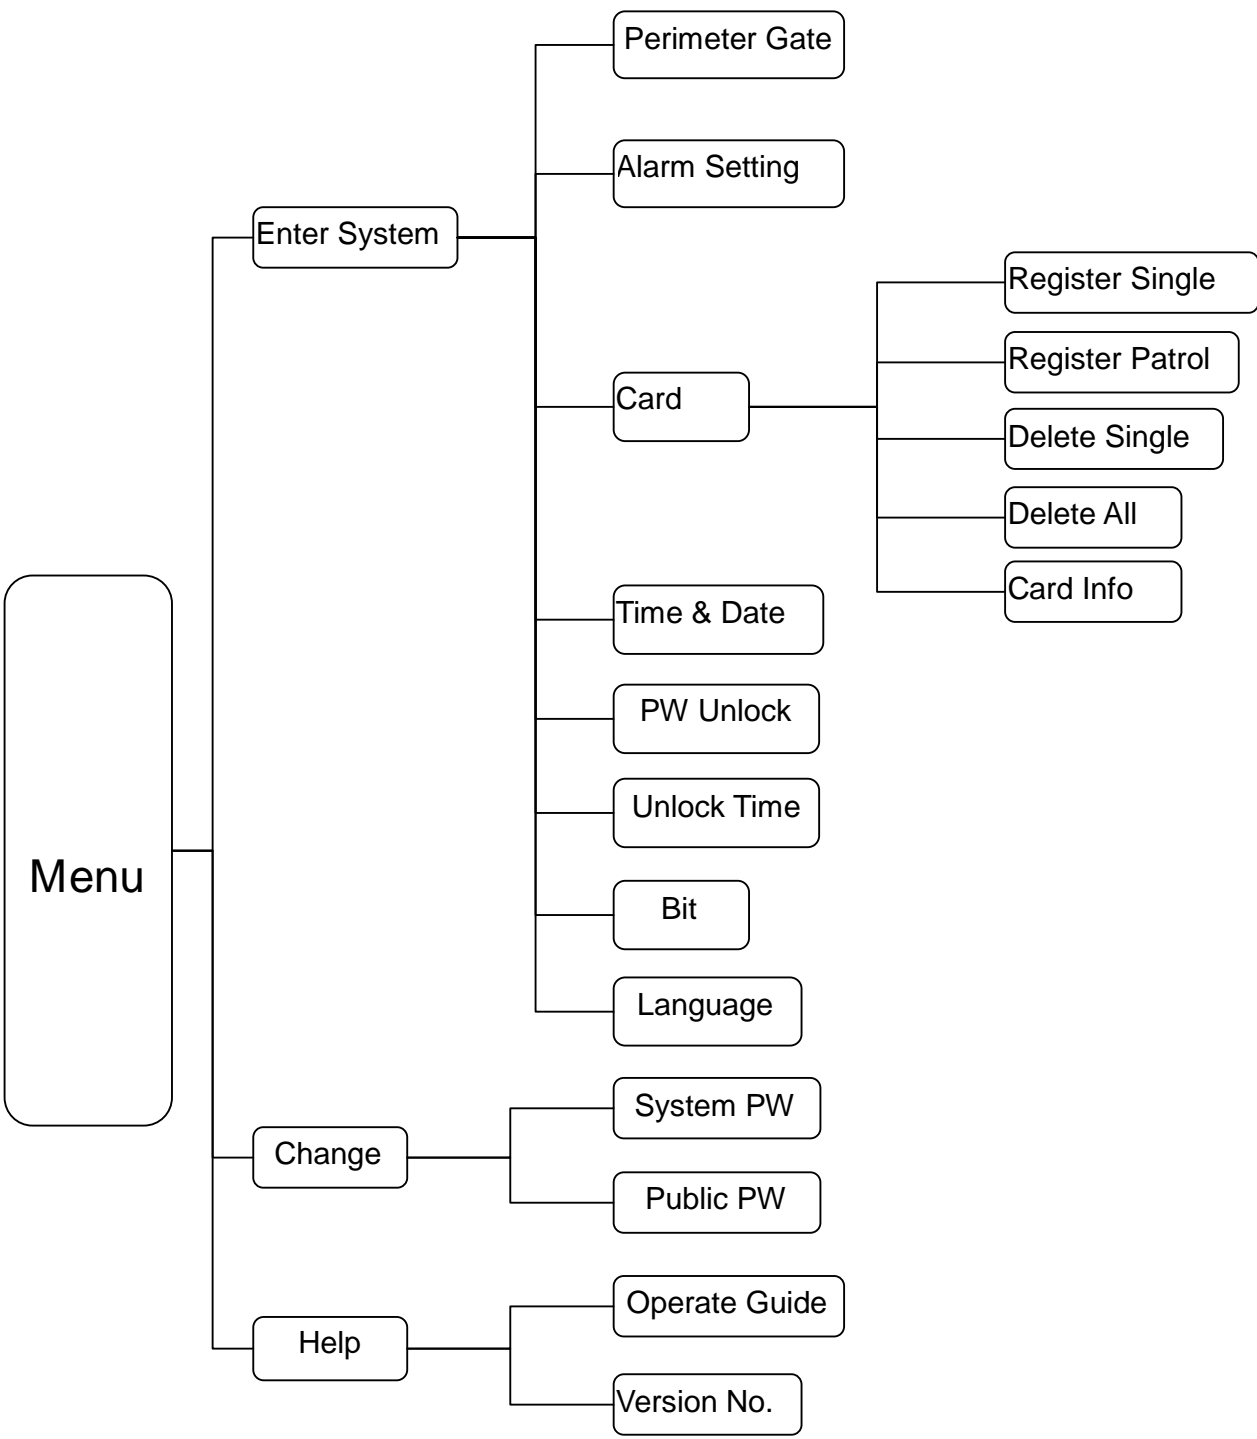 Perimeter Gate
Alarm Setting
Enter System
Register Single
Register Patrol
Card
Delete Single
Delete All
Card Info
Time & Date
PW Unlock
Unlock Time
Menu
Bit
Language
System PW
Change
Public PW
Operate Guide
Help
Version No.